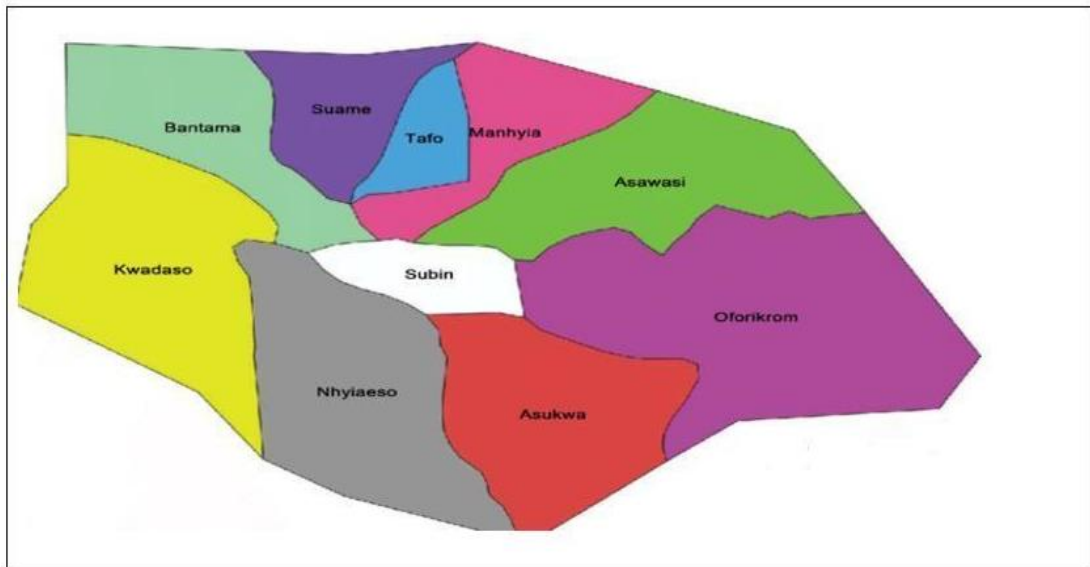 Suame
Bantama
Tafo
Manhyia
Asawasi
Kwadaso
Subin
Oforikrom
Nhyiaeso
Asukwa